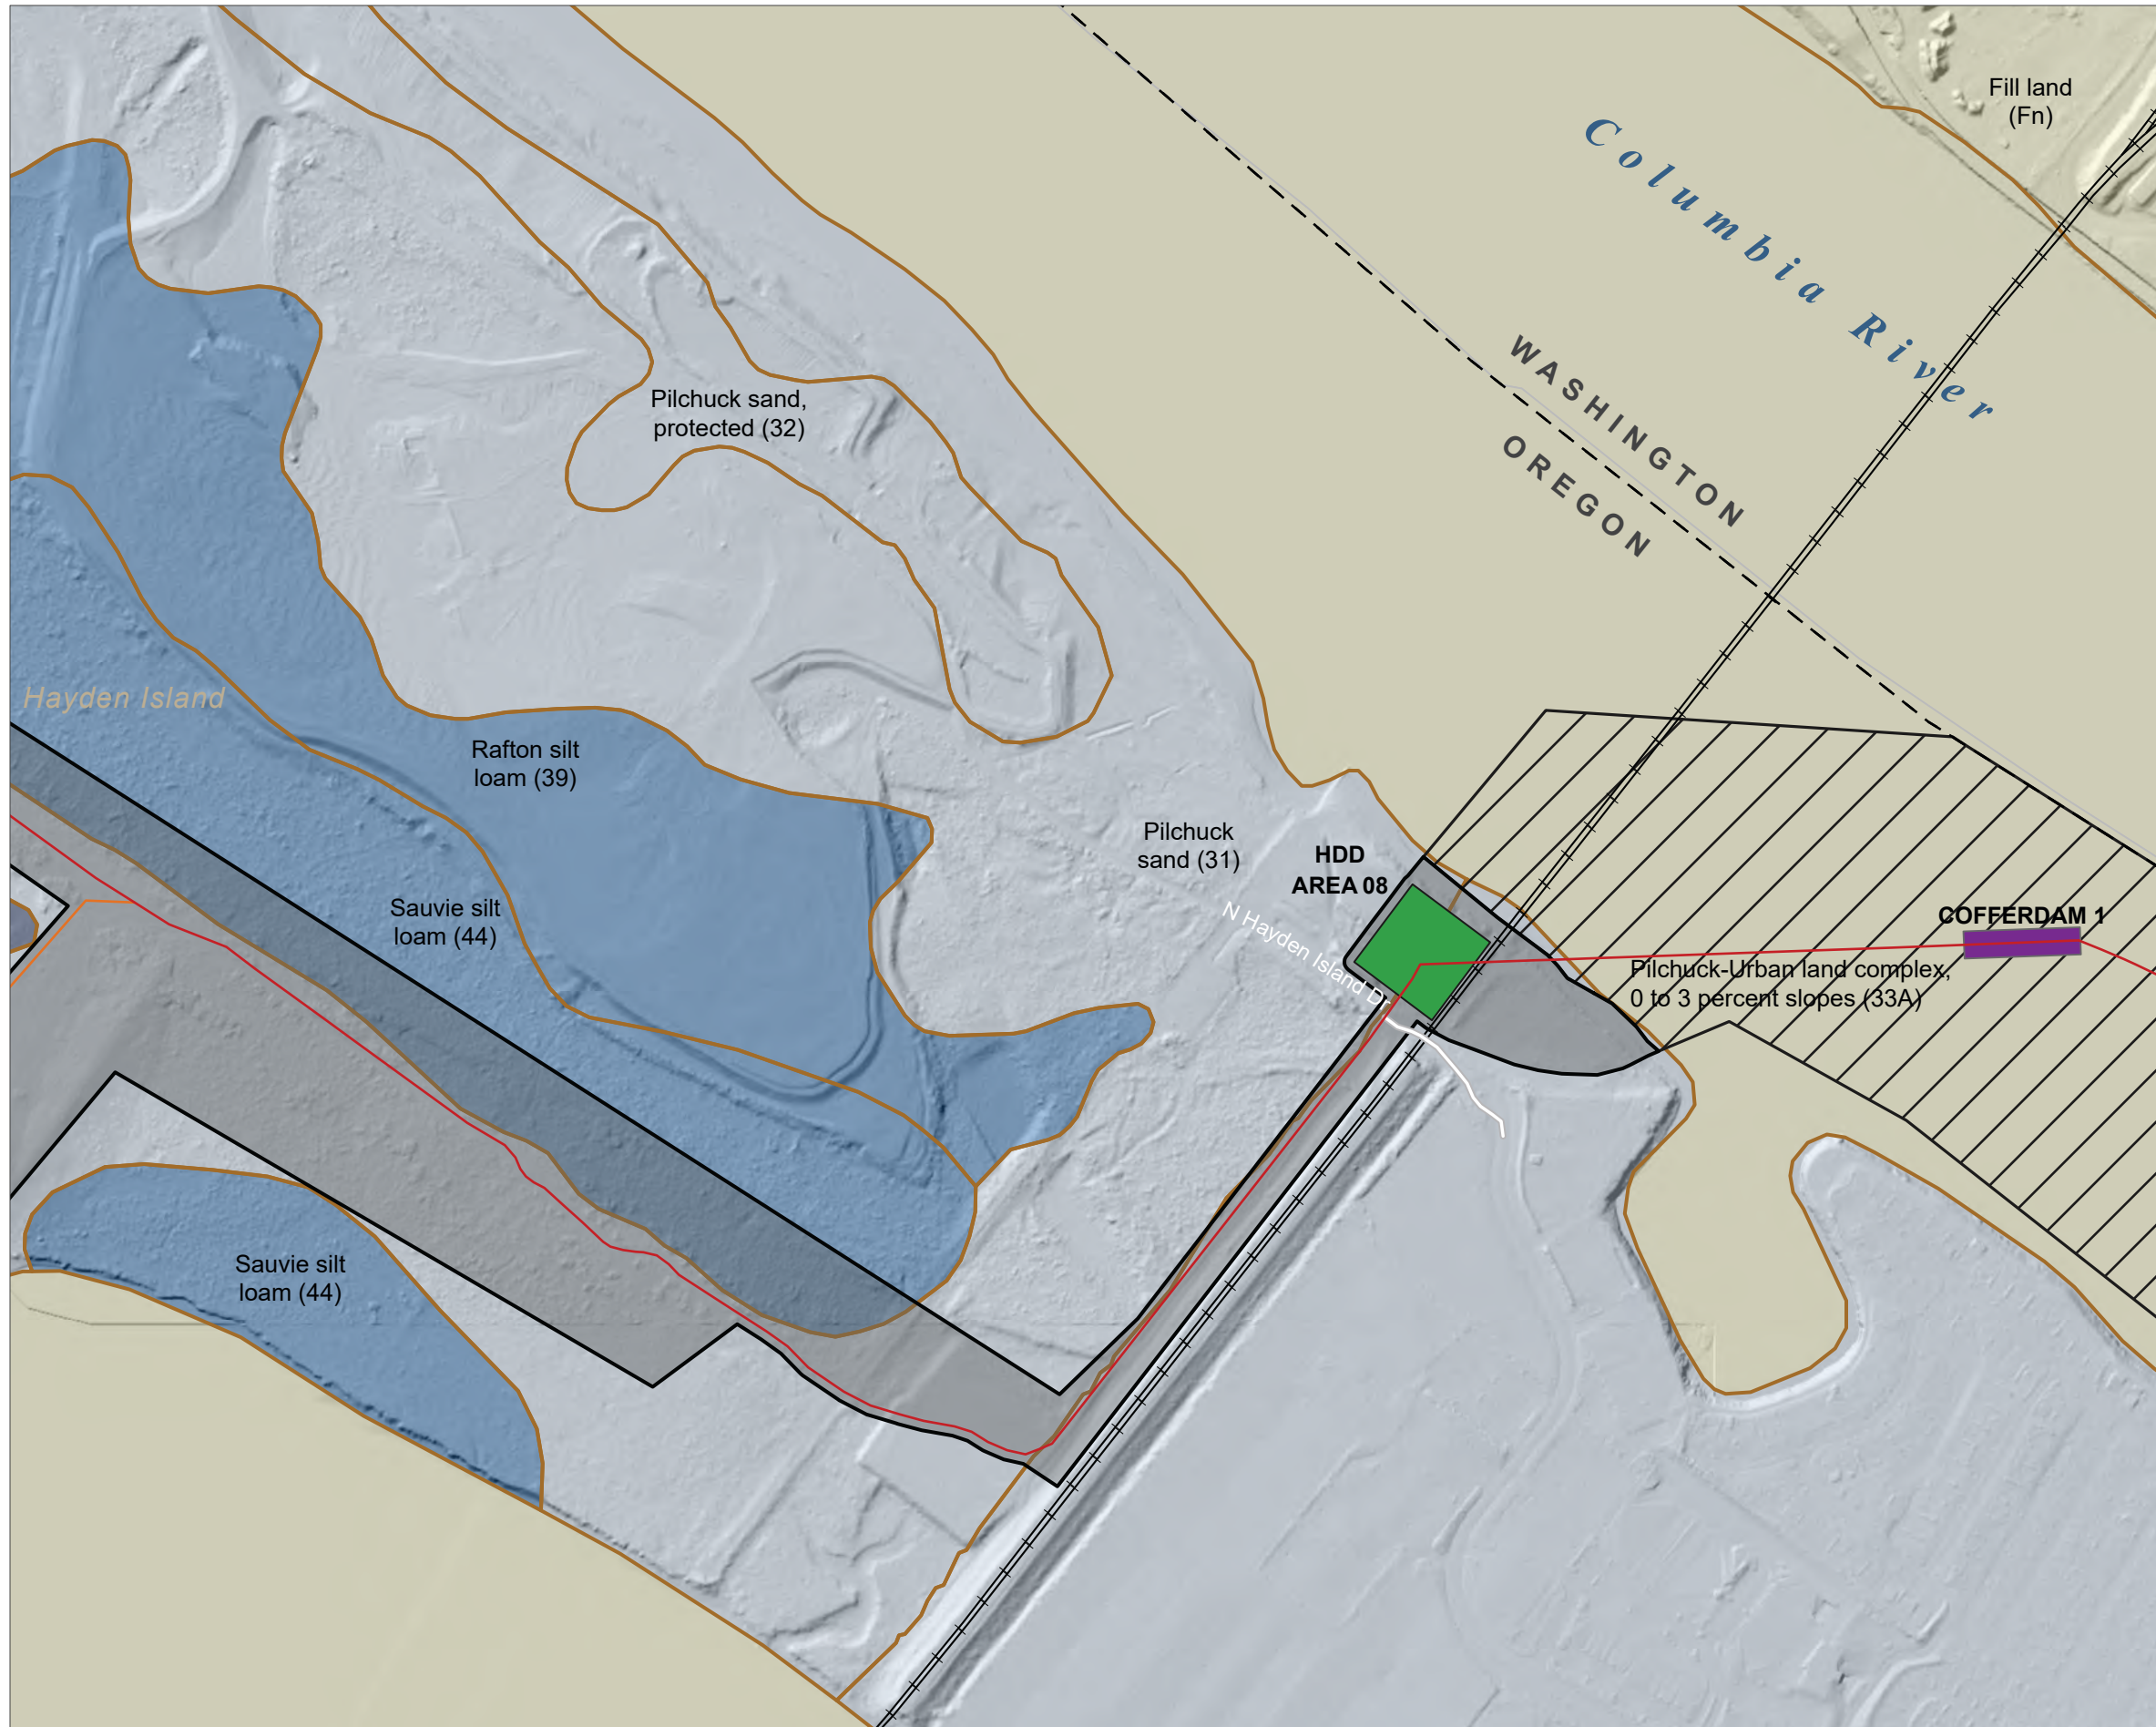 Fill land
(Fn)
Columbia River
WASHINGTON
OREGON
Pilchuck sand,
protected (32)
Hayden Island
Rafton silt
loam (39)
Pilchuck
sand (31)
HDD
AREA 08
N Hayden Island Dr
COFFERDAM 1
Pilchuck-Urban land complex,
0 to 3 percent slopes (33A)
Sauvie silt
loam (44)
Sauvie silt
loam (44)